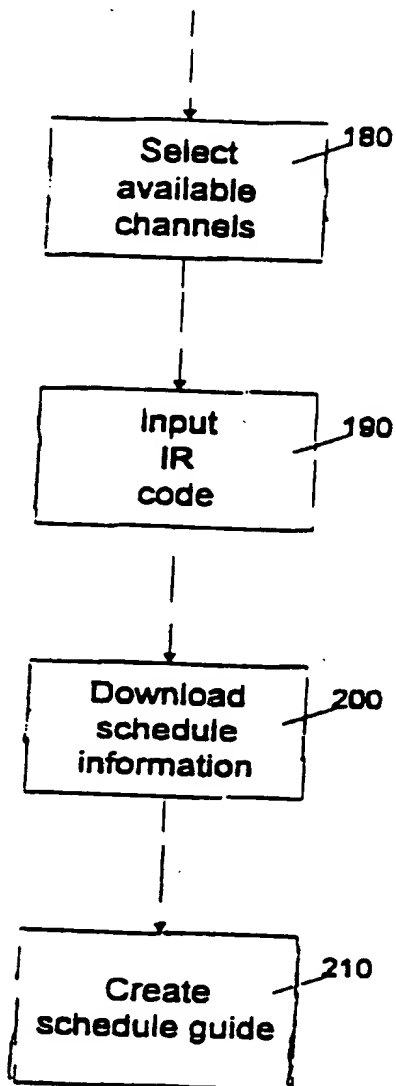 180
Select
available
channels
190
Input
IR
code
200
Download
schedule
information
210
Create
schedule guide